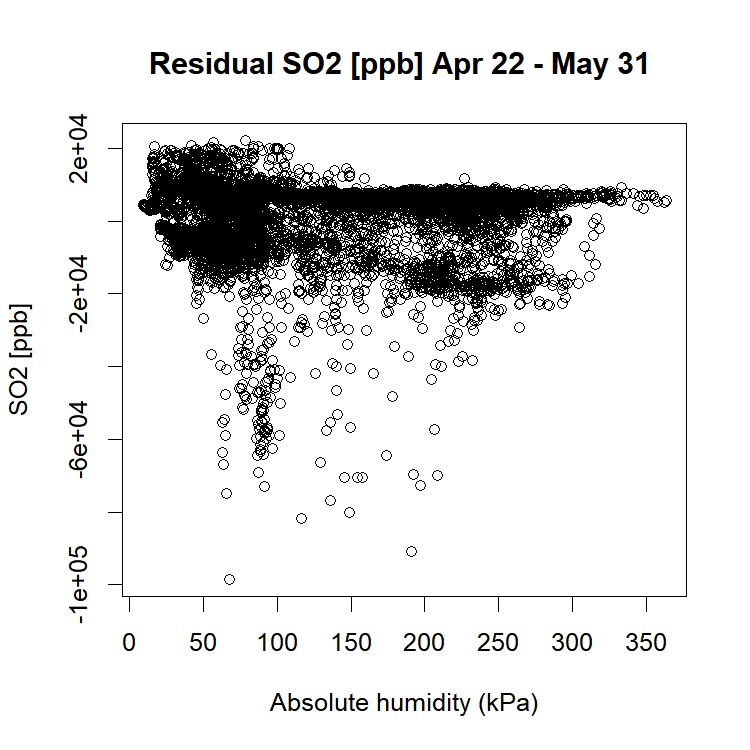 Residual SO2 [ppb] Apr 22 - May 31
2e+04
-2e+04
-6e+04
-1e+05
SO2 [ppb]
0 50 100 150 200 250 300 350
Absolute humidity (kPa)